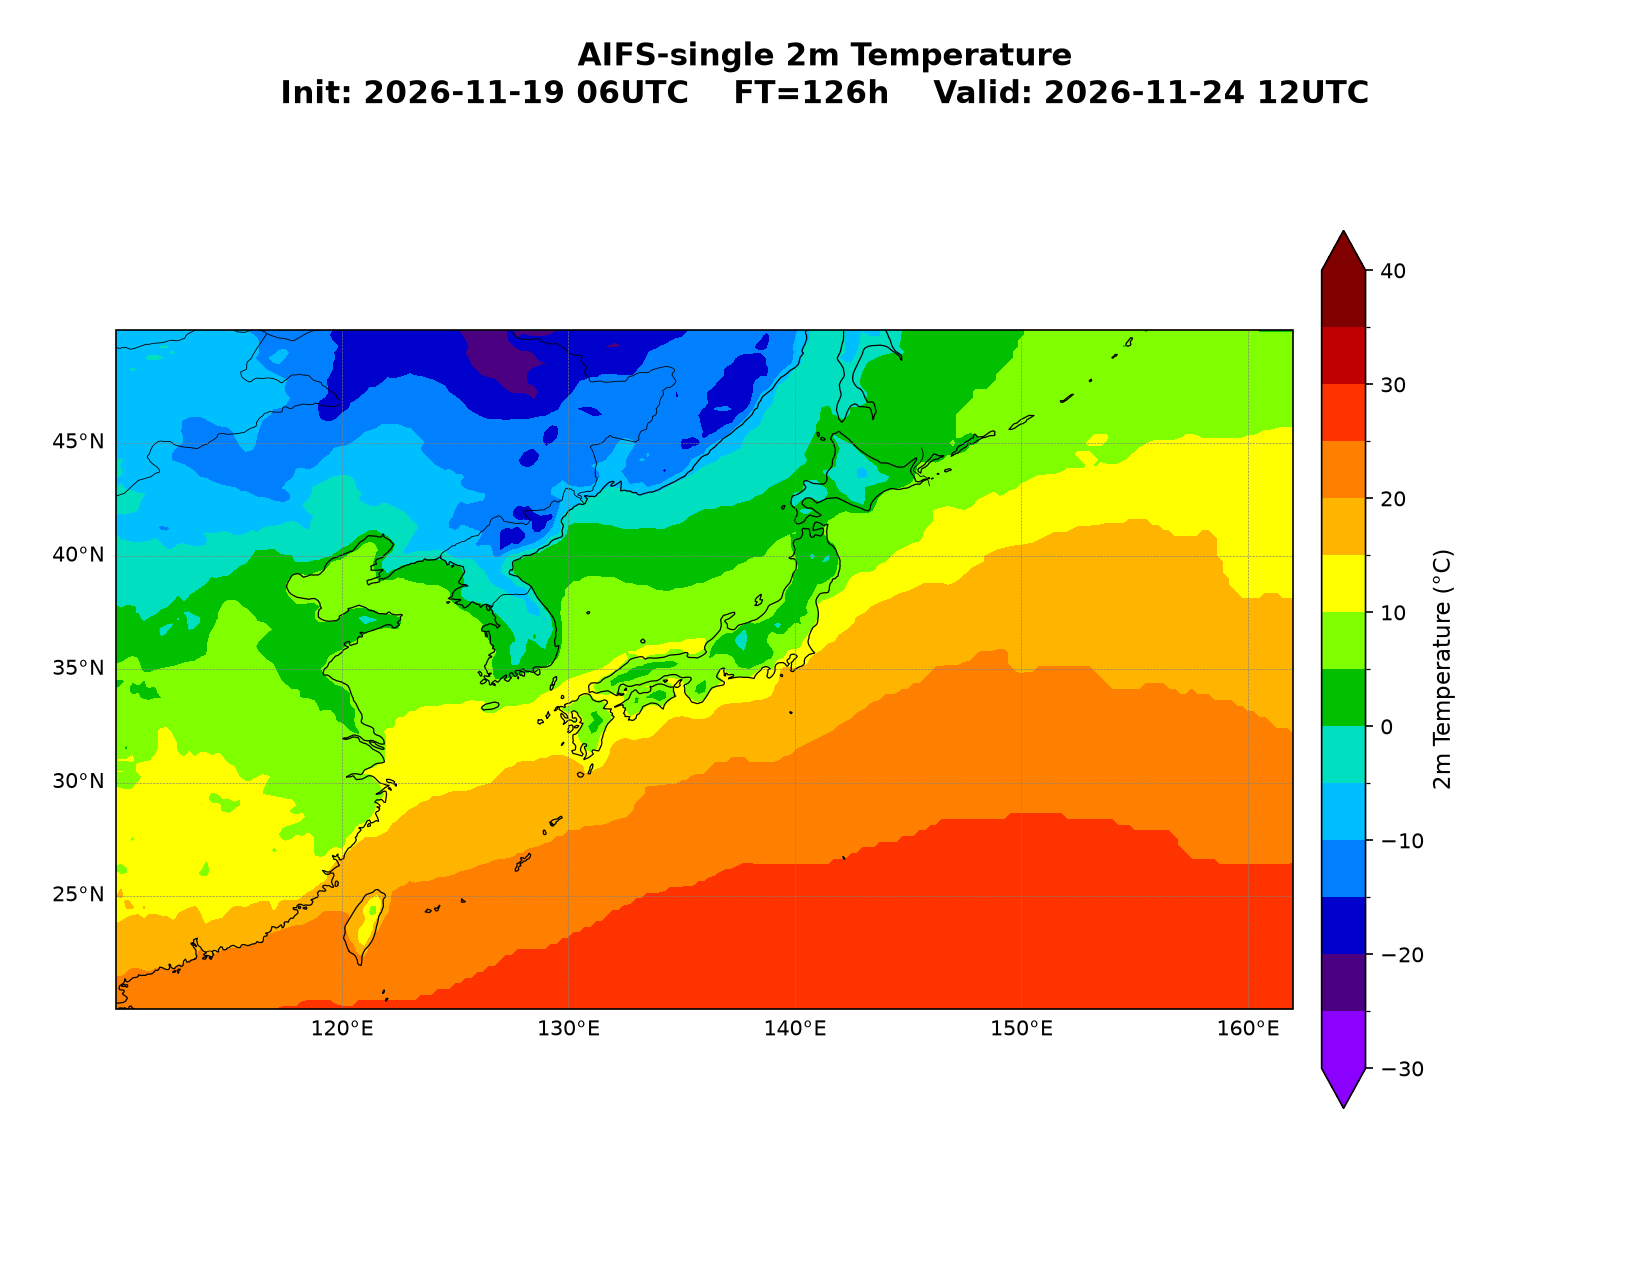 AIFS-single 2m Temperature
Init: 2026-11-19 06UTC    FT=126h    Valid: 2026-11-24 12UTC
45°N
40°N
35°N
30°N
25°N
120°E
130°E
140°E
150°E
160°E
40
30
20
10
0
−10
−20
−30
2m Temperature (°C)